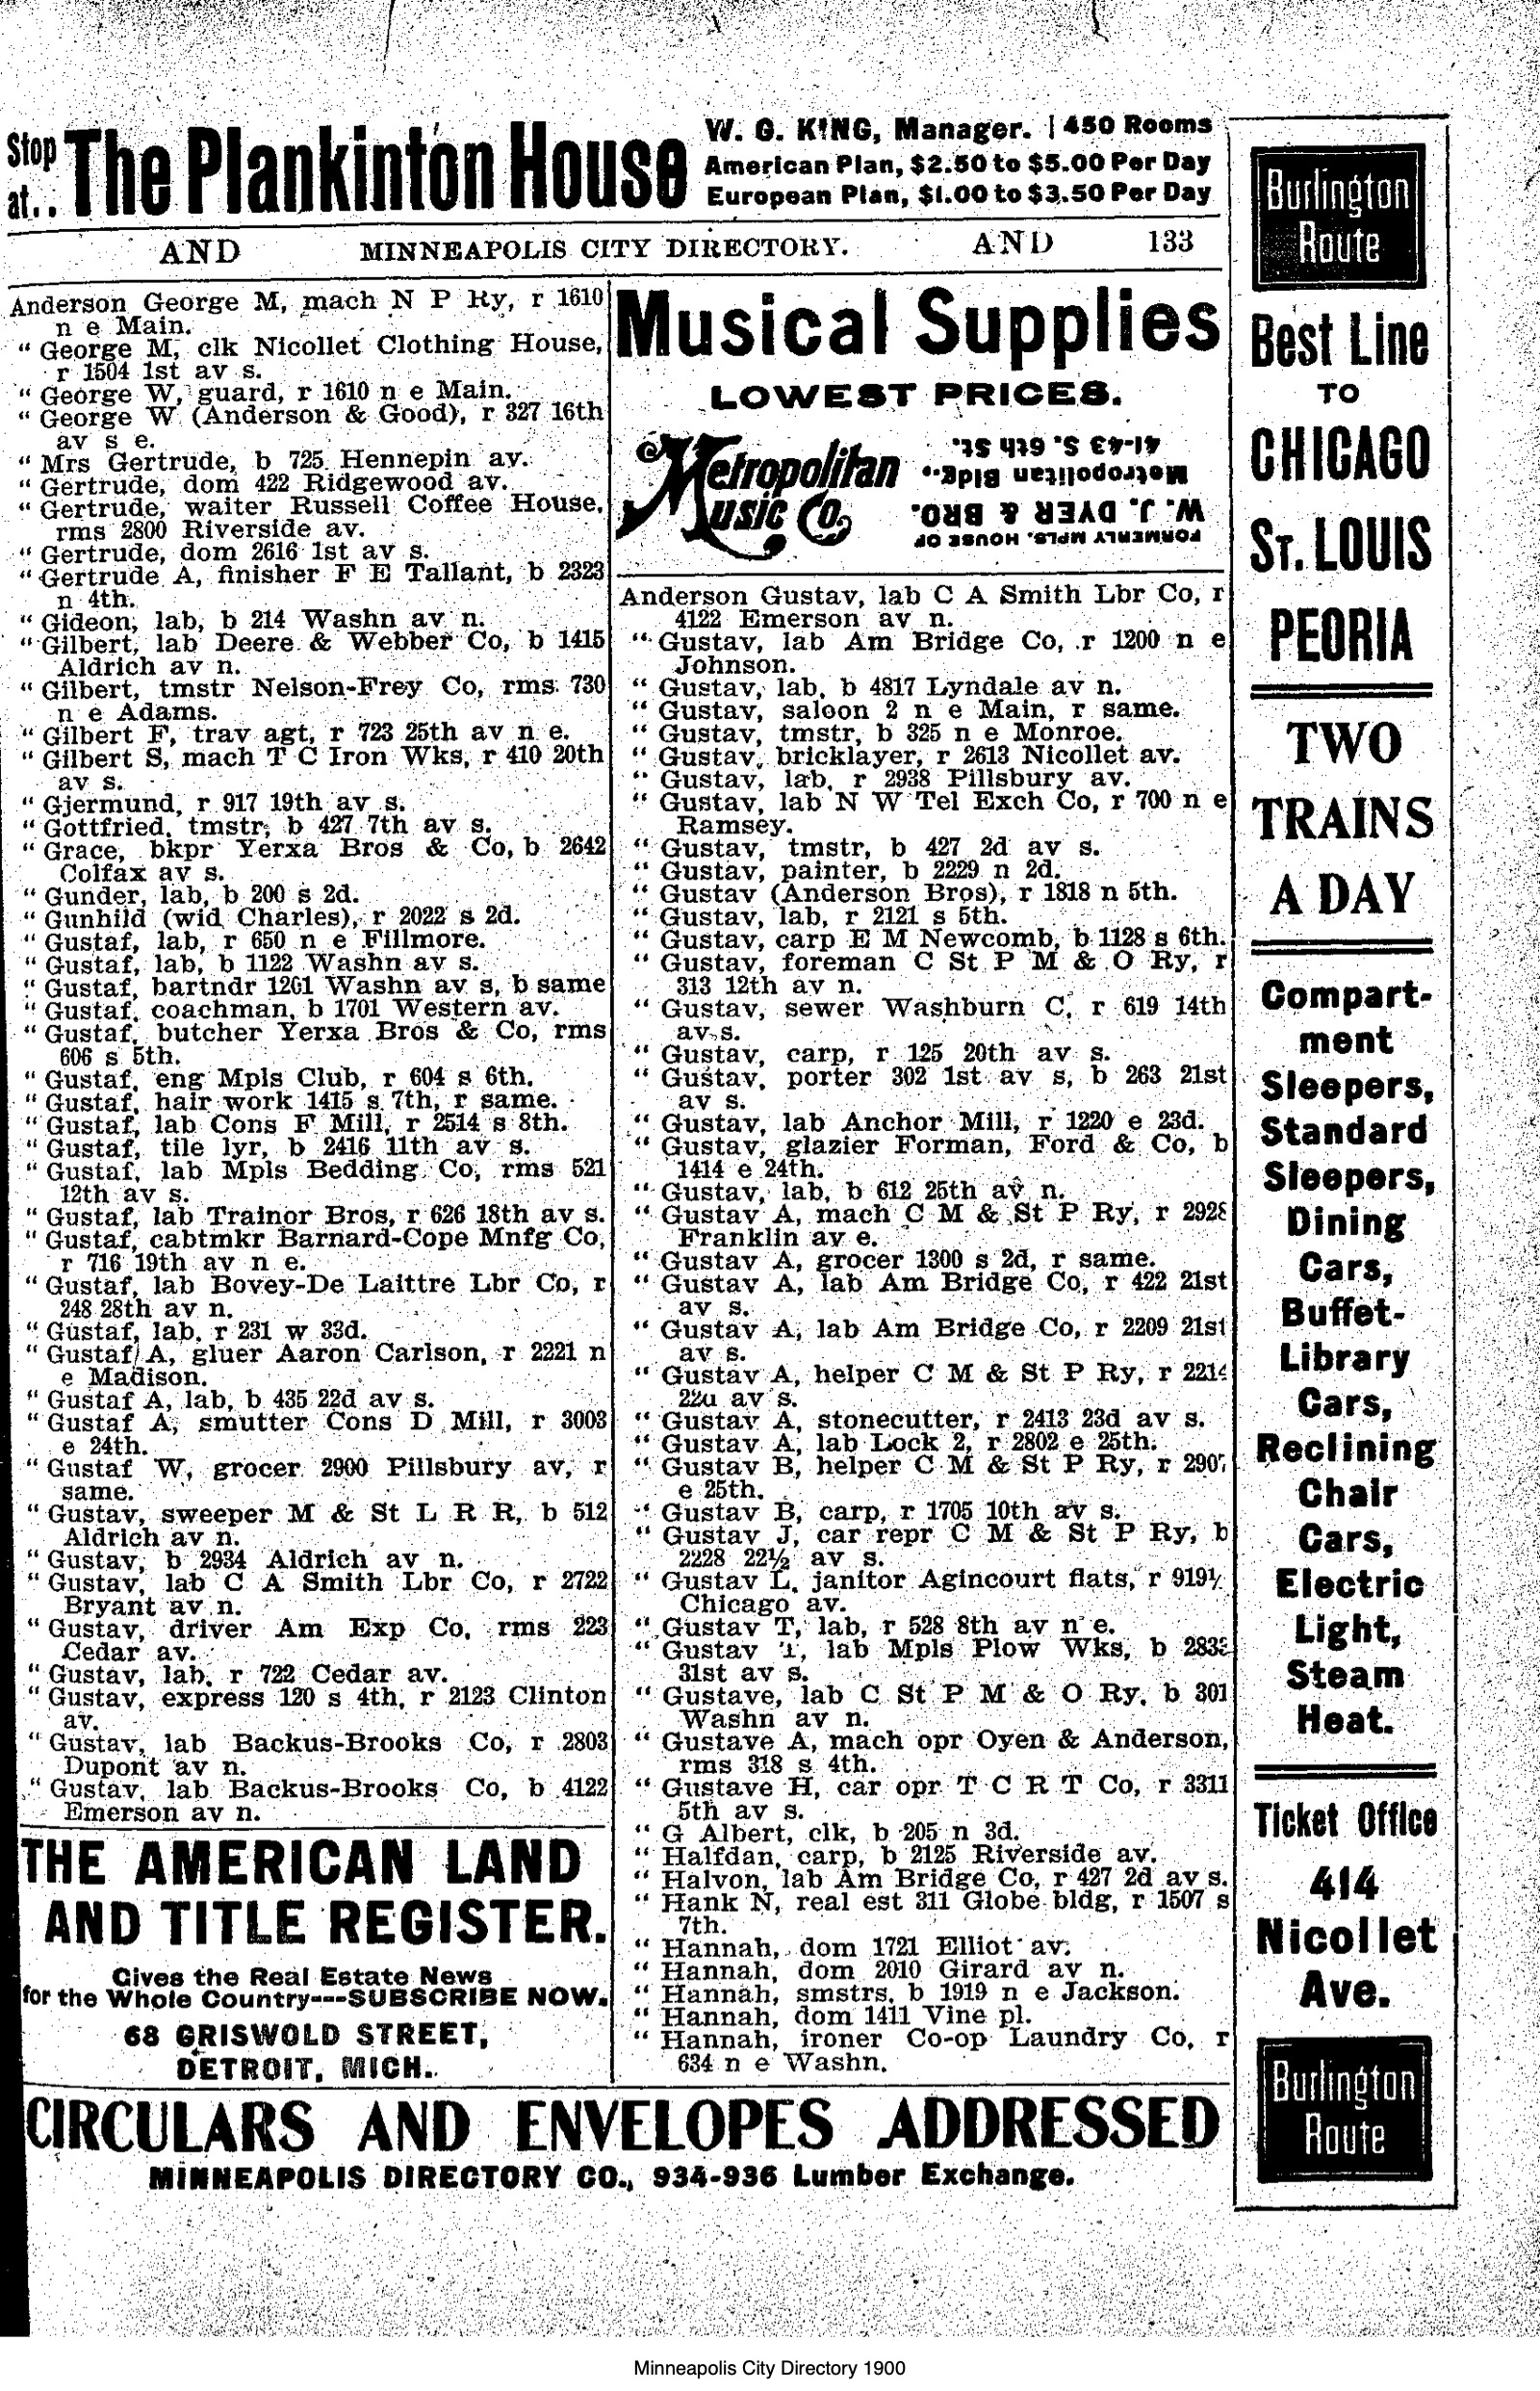 Stop at.. The Plankinton House
W. G. KING, Manager. | 450 Rooms
American Plan, $2.50 to $5.00 Per Day
European Plan, $1.00 to $3.50 Per Day
AND MINNEAPOLIS CITY DIRECTORY. AND 133
Anderson George M, mach N P Ry, r 1610
n e Main.
" George M, clk Nicollet Clothing House,
r 1504 1st av s.
" George W, guard, r 1610 n e Main.
" George W (Anderson & Good), r 327 16th
av s e.
" Mrs Gertrude, b 725 Hennepin av.
" Gertrude, dom 422 Ridgewood av.
" Gertrude, waiter Russell Coffee House,
rms 2800 Riverside av.
" Gertrude, dom 2616 1st av s.
" Gertrude A, finisher F E Tallant, b 2323
n 4th.
" Gideon, lab, b 214 Washn av n.
" Gilbert, lab Deere & Webber Co, b 1415
Aldrich av n.
" Gilbert, tmstr Nelson-Frey Co, rms 730
n e Adams.
" Gilbert F, trav agt, r 723 25th av n e.
" Gilbert S, mach T C Iron Wks, r 410 20th
av s.
" Gjermund, r 917 19th av s.
" Gottfried, tmstr, b 427 7th av s.
" Grace, bkpr Yerxa Bros & Co, b 2642
Colfax av s.
" Gunder, lab, b 200 s 2d.
" Gunhild (wid Charles), r 2022 s 2d.
" Gustaf, lab, r 650 n e Fillmore.
" Gustaf, lab, b 1122 Washn av s.
" Gustaf, bartndr 1201 Washn av s, b same
" Gustaf, coachman, b 1701 Western av.
" Gustaf, butcher Yerxa Bros & Co, rms
606 s 5th.
" Gustaf, eng Mpls Club, r 604 s 6th.
" Gustaf, hair work 1415 s 7th, r same.
" Gustaf, lab Cons F Mill, r 2514 s 8th.
" Gustaf, tile lyr, b 2416 11th av s.
" Gustaf, lab Mpls Bedding Co, rms 521
12th av s.
" Gustaf, lab Trainor Bros, r 626 18th av s.
" Gustaf, cabtmkr Barnard-Cope Mnfg Co,
r 716 19th av n e.
" Gustaf, lab Bovey-De Laittre Lbr Co, r
248 28th av n.
" Gustaf, lab, r 231 w 33d.
" Gustaf A, gluer Aaron Carlson, r 2221 n
e Madison.
" Gustaf A, lab, b 435 22d av s.
" Gustaf A, smutter Cons D Mill, r 3003
e 24th.
" Gustaf W, grocer 2900 Pillsbury av, r
same.
" Gustav, sweeper M & St L R R, b 512
Aldrich av n.
" Gustav, b 2934 Aldrich av n.
" Gustav, lab C A Smith Lbr Co, r 2722
Bryant av n.
" Gustav, driver Am Exp Co, rms 223
Cedar av.
" Gustav, lab, r 722 Cedar av.
" Gustav, express 120 s 4th, r 2123 Clinton
av.
" Gustav, lab Backus-Brooks Co, r 2803
Dupont av n.
" Gustav, lab Backus-Brooks Co, b 4122
Emerson av n.
THE AMERICAN LAND
AND TITLE REGISTER.
Gives the Real Estate News
for the Whole Country---SUBSCRIBE NOW.
68 GRISWOLD STREET,
DETROIT, MICH.
Musical Supplies
LOWEST PRICES.
Metropolitan
Music Co.
FORMERLY MPLS. HOUSE OF
W. J. DYER & BRO.
Metropolitan Bldg..
41-43 S. 6th St.
Anderson Gustav, lab C A Smith Lbr Co, r
4122 Emerson av n.
" Gustav, lab Am Bridge Co, r 1200 n e
Johnson.
" Gustav, lab, b 4817 Lyndale av n.
" Gustav, saloon 2 n e Main, r same.
" Gustav, tmstr, b 325 n e Monroe.
" Gustav, bricklayer, r 2613 Nicollet av.
" Gustav, lab, r 2938 Pillsbury av.
" Gustav, lab N W Tel Exch Co, r 700 n e
Ramsey.
" Gustav, tmstr, b 427 2d av s.
" Gustav, painter, b 2229 n 2d.
" Gustav (Anderson Bros), r 1818 n 5th.
" Gustav, lab, r 2121 s 5th.
" Gustav, carp E M Newcomb, b 1128 s 6th.
" Gustav, foreman C St P M & O Ry, r
313 12th av n.
" Gustav, sewer Washburn C, r 619 14th
av s.
" Gustav, carp, r 125 20th av s.
" Gustav, porter 302 1st av s, b 263 21st
av s.
" Gustav, lab Anchor Mill, r 1220 e 23d.
" Gustav, glazier Forman, Ford & Co, b
1414 e 24th.
" Gustav, lab, b 612 25th av n.
" Gustav A, mach C M & St P Ry, r 2928
Franklin av e.
" Gustav A, grocer 1300 s 2d, r same.
" Gustav A, lab Am Bridge Co, r 422 21st
av s.
" Gustav A, lab Am Bridge Co, r 2209 21st
av s.
" Gustav A, helper C M & St P Ry, r 2214
22d av s.
" Gustav A, stonecutter, r 2413 23d av s.
" Gustav A, lab Lock 2, r 2802 e 25th.
" Gustav B, helper C M & St P Ry, r 2907
e 25th.
" Gustav B, carp, r 1705 10th av s.
" Gustav J, car repr C M & St P Ry, b
2228 22½ av s.
" Gustav L, janitor Agincourt flats, r 919½
Chicago av.
" Gustav T, lab, r 528 8th av n e.
" Gustav T, lab Mpls Plow Wks, b
31st av s.
" Gustave, lab C St P M & O Ry, b 301
Washn av n.
" Gustave A, mach opr Oyen & Anderson,
rms 318 s 4th.
" Gustave H, car opr T C R T Co, r 3311
5th av s.
" G Albert, clk, b 205 n 3d.
" Halfdan, carp, b 2125 Riverside av.
" Halvon, lab Am Bridge Co, r 427 2d av s.
" Hank N, real est 311 Globe bldg, r 1507 s
7th.
" Hannah, dom 1721 Elliot av.
" Hannah, dom 2010 Girard av n.
" Hannah, smstrs, b 1919 n e Jackson.
" Hannah, dom 1411 Vine pl.
" Hannah, ironer Co-op Laundry Co, r
634 n e Washn.
CIRCULARS AND ENVELOPES ADDRESSED
MINNEAPOLIS DIRECTORY CO., 934-936 Lumber Exchange.
Burlington
Route
Best Line
TO
CHICAGO
ST. LOUIS
PEORIA
TWO
TRAINS
A DAY
Compart-
ment
Sleepers,
Standard
Sleepers,
Dining
Cars,
Buffet-
Library
Cars,
Reclining
Chair
Cars,
Electric
Light,
Steam
Heat.
Ticket Office
414
Nicollet
Ave.
Burlington
Route
Minneapolis City Directory 1900